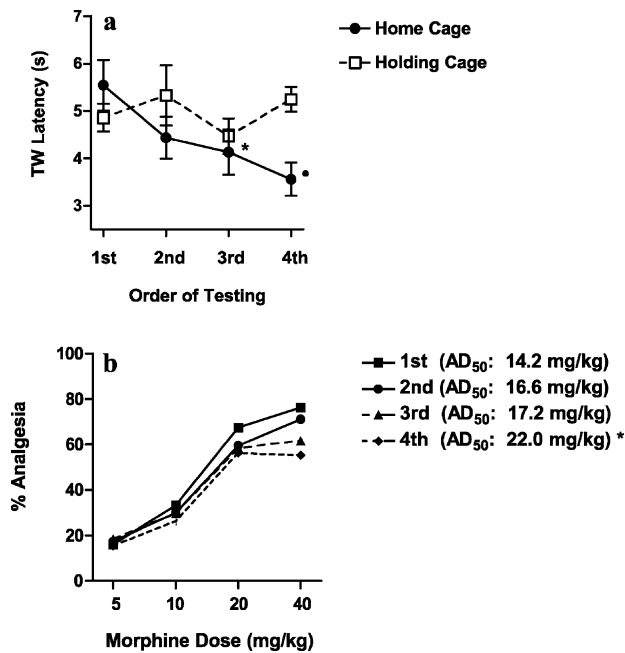 a
7
6
5
4
3
TW Latency (s)
1st 2nd 3rd 4th
Order of Testing
Home Cage
Holding Cage
*
•
b
100
80
60
40
20
0
% Analgesia
5 10 20 40
Morphine Dose (mg/kg)
1st (AD50: 14.2 mg/kg)
2nd (AD50: 16.6 mg/kg)
3rd (AD50: 17.2 mg/kg)
4th (AD50: 22.0 mg/kg) *